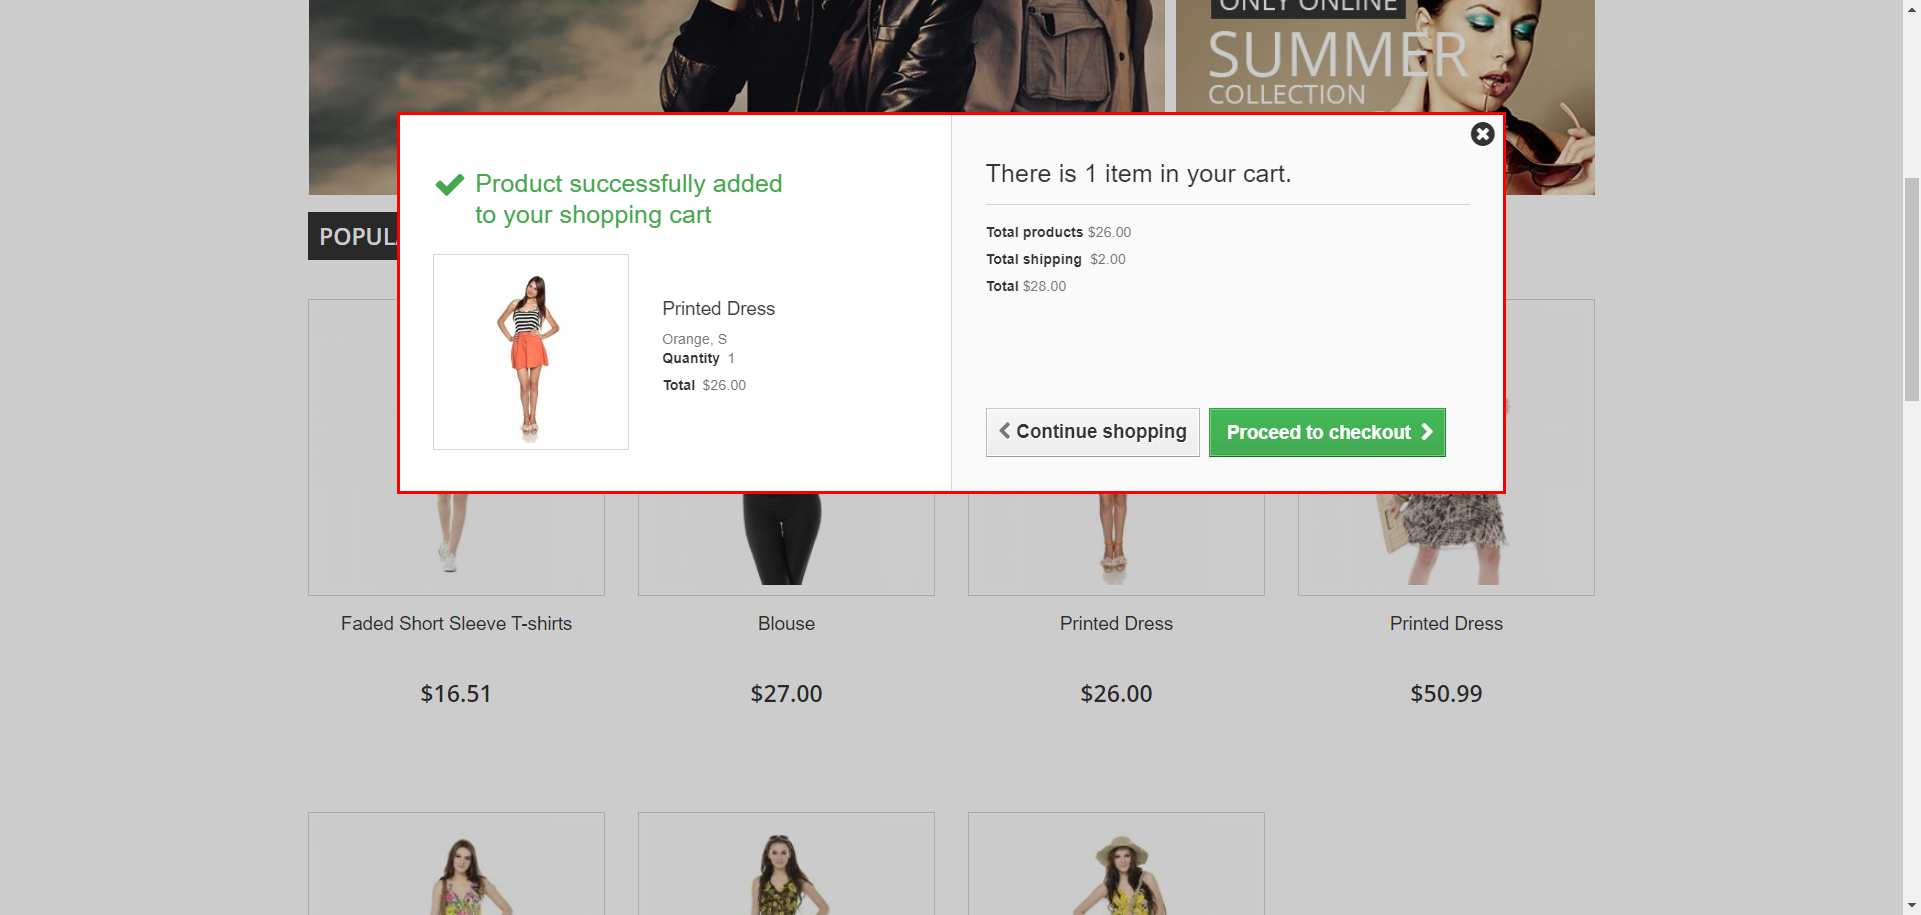 ONLY ONLINE
SUMMER
COLLECTION
Product successfully added
to your shopping cart
Printed Dress
Orange, S
Quantity 1
Total $26.00
There is 1 item in your cart.
Total products $26.00
Total shipping $2.00
Total $28.00
Continue shopping
Proceed to checkout
POPUL
Faded Short Sleeve T-shirts
$16.51
Blouse
$27.00
Printed Dress
$26.00
Printed Dress
$50.99